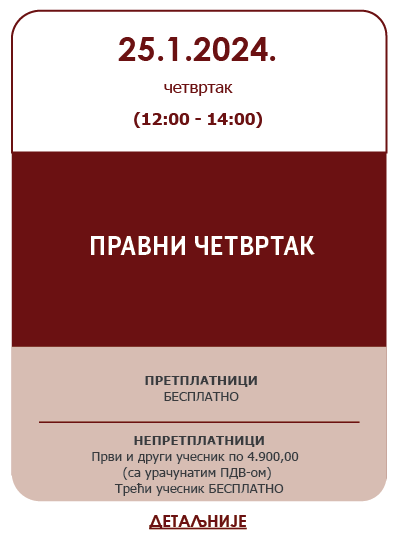 25.1.2024.
четвртак
(12:00 - 14:00)
ПРАВНИ ЧЕТВРТАК
ПРЕТПЛАТНИЦИ
БЕСПЛАТНО
НЕПРЕТПЛАТНИЦИ
Први и други учесник по 4.900,00
(са урачунатим ПДВ-ом)
Трећи учесник БЕСПЛАТНО
ДЕТАЉНИЈЕ